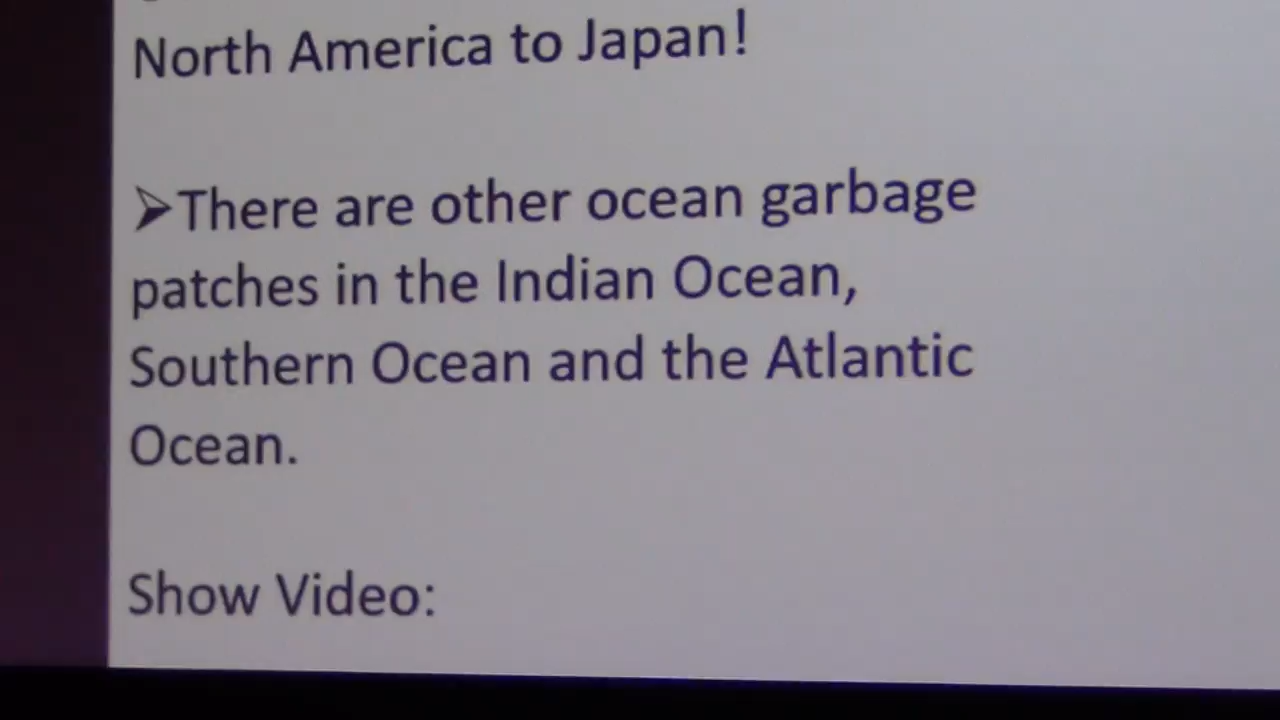 North America to Japan!
➢There are other ocean garbage
patches in the Indian Ocean,
Southern Ocean and the Atlantic
Ocean.
Show Video: